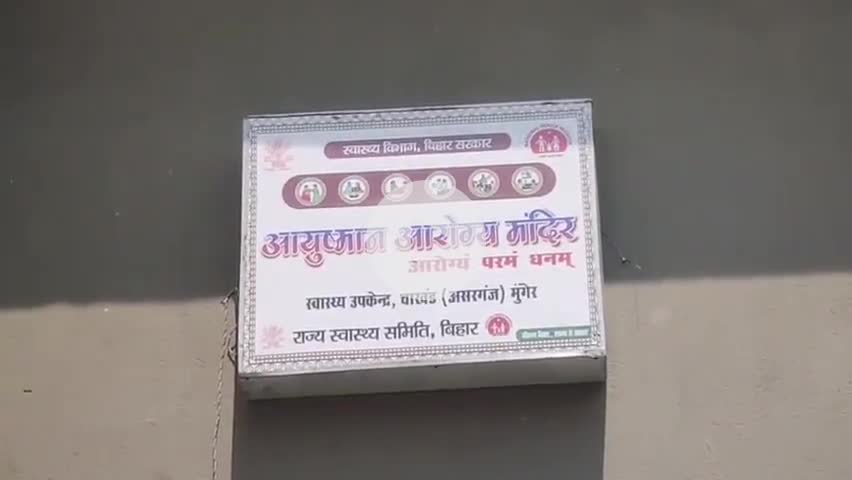 स्वास्थ्य विभाग, बिहार सरकार
आयुष्मान आरोग्य मंदिर
आरोग्यं परमं धनम्
स्वास्थ्य उपकेन्द्र, चाखंड (असरगंज) मुंगेर
राज्य स्वास्थ्य समिति, बिहार